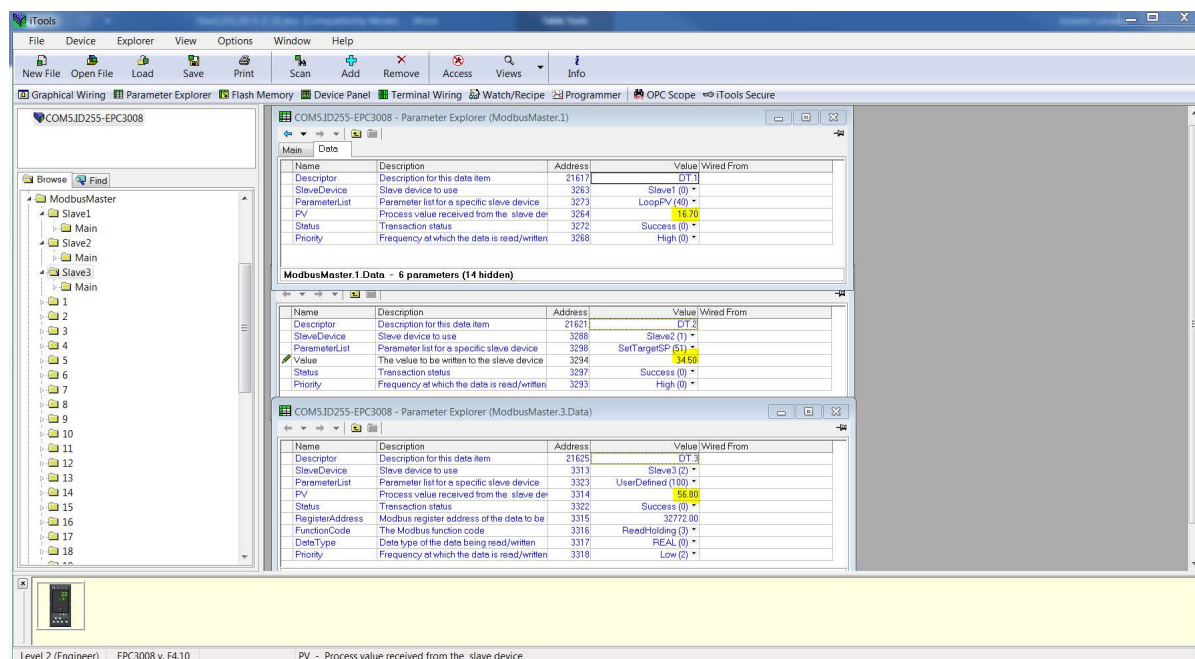 iTools
File Device Explorer View Options Window Help
New File Open File Load Save Print Scan Add Remove Access Views Info
Graphical Wiring Parameter Explorer Flash Memory Device Panel Terminal Wiring Watch/Recipe Programmer OPC Scope iTools Secure
COM5.ID255-EPC3008
Browse Find
ModbusMaster
Slave1
Main
Slave2
Main
Slave3
Main
1
2
3
4
5
6
7
8
9
10
11
12
13
14
15
16
17
18
COM5.ID255-EPC3008 - Parameter Explorer (ModbusMaster.1)
Main Data
Name Description Address Value Wired From
Descriptor Description for this data item 21617 DT.1
SlaveDevice Slave device to use 3263 Slave1 (0)
ParameterList Parameter list for a specific slave device 3273 LoopPV (40)
PV Process value received from the slave dev 3264 16.70
Status Transaction status 3272 Success (0)
Priority Frequency at which the data is read/written 3268 High (0)
ModbusMaster.1.Data - 6 parameters (14 hidden)
Name Description Address Value Wired From
Descriptor Description for this data item 21621 DT.2
SlaveDevice Slave device to use 3288 Slave2 (1)
ParameterList Parameter list for a specific slave device 3298 SetTargetSP (51)
Value The value to be written to the slave device 3294 34.50
Status Transaction status 3297 Success (0)
Priority Frequency at which the data is read/written 3293 High (0)
COM5.ID255-EPC3008 - Parameter Explorer (ModbusMaster.3.Data)
Name Description Address Value Wired From
Descriptor Description for this data item 21625 DT.3
SlaveDevice Slave device to use 3313 Slave3 (2)
ParameterList Parameter list for a specific slave device 3323 UserDefined (100)
PV Process value received from the slave dev 3314 56.80
Status Transaction status 3322 Success (0)
RegisterAddress Modbus register address of the data to be 3315 32772.00
FunctionCode The Modbus function code 3316 ReadHolding (3)
DataType Data type of the data being read/written 3317 REAL (0)
Priority Frequency at which the data is read/written 3318 Low (2)
Level 2 (Engineer) EPC3008 v. E4.10 PV - Process value received from the slave device